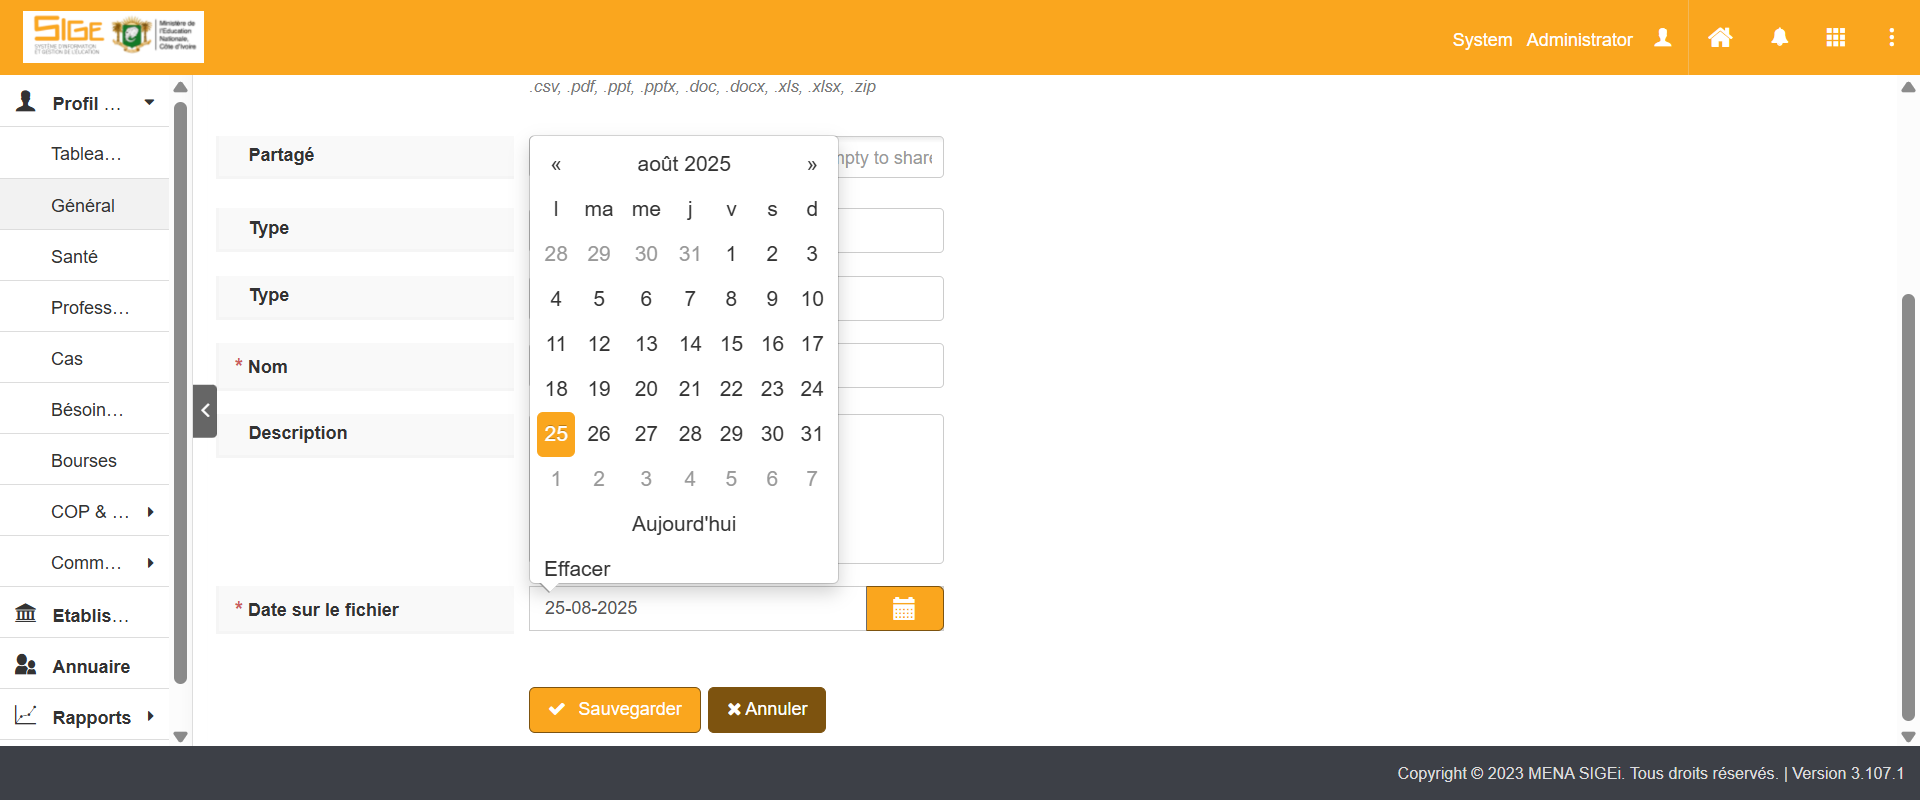 SIGE
SYSTÈME D'INFORMATION
ET GESTION DE L'ÉDUCATION
Ministère de
l'Education
Nationale,
Côte d'Ivoire
System Administrator
Profil ...
Tablea...
Général
Santé
Profess...
Cas
Bésoin...
Bourses
COP & ...
Comm...
Etablis...
Annuaire
Rapports
.csv, .pdf, .ppt, .pptx, .doc, .docx, .xls, .xlsx, .zip
Partagé
npty to share
Type
Type
* Nom
Description
« août 2025 »
l ma me j v s d
28 29 30 31 1 2 3
4 5 6 7 8 9 10
11 12 13 14 15 16 17
18 19 20 21 22 23 24
25 26 27 28 29 30 31
1 2 3 4 5 6 7
Aujourd'hui
Effacer
* Date sur le fichier
25-08-2025
Sauvegarder
Annuler
Copyright © 2023 MENA SIGEi. Tous droits réservés. | Version 3.107.1